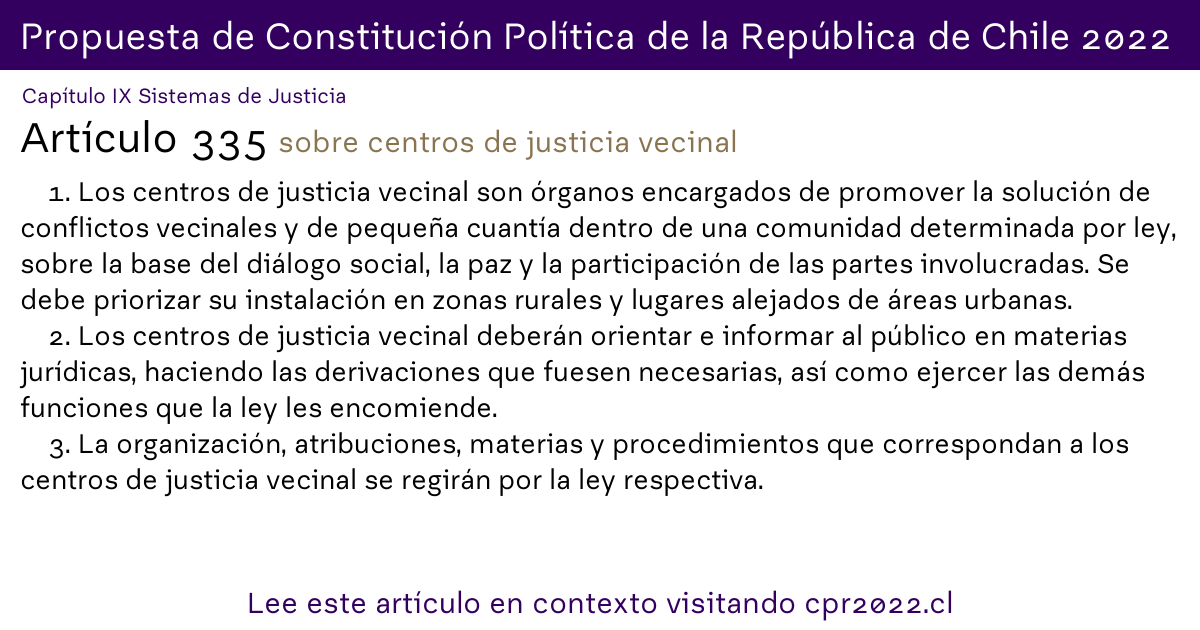 Propuesta de Constitución Política de la República de Chile 2022
Capítulo IX Sistemas de Justicia
Artículo 335 sobre centros de justicia vecinal
1. Los centros de justicia vecinal son órganos encargados de promover la solución de
conflictos vecinales y de pequeña cuantía dentro de una comunidad determinada por ley,
sobre la base del diálogo social, la paz y la participación de las partes involucradas. Se
debe priorizar su instalación en zonas rurales y lugares alejados de áreas urbanas.
2. Los centros de justicia vecinal deberán orientar e informar al público en materias
jurídicas, haciendo las derivaciones que fuesen necesarias, así como ejercer las demás
funciones que la ley les encomiende.
3. La organización, atribuciones, materias y procedimientos que correspondan a los
centros de justicia vecinal se regirán por la ley respectiva.
Lee este artículo en contexto visitando cpr2022.cl